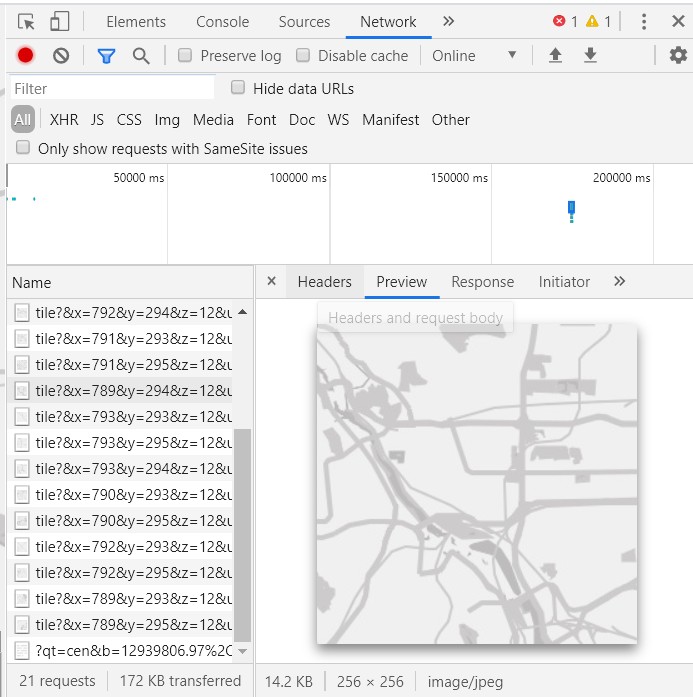 Elements Console Sources Network » 1 1
Preserve log Disable cache Online
Filter Hide data URLs
All XHR JS CSS Img Media Font Doc WS Manifest Other
Only show requests with SameSite issues
50000 ms 100000 ms 150000 ms 200000 ms
Name
× Headers Preview Response Initiator »
Headers and request body
tile?&x=792&y=294&z=12&u
tile?&x=791&y=293&z=12&u
tile?&x=791&y=295&z=12&u
tile?&x=789&y=294&z=12&u
tile?&x=793&y=293&z=12&u
tile?&x=793&y=295&z=12&u
tile?&x=793&y=294&z=12&u
tile?&x=790&y=293&z=12&u
tile?&x=790&y=295&z=12&u
tile?&x=792&y=293&z=12&u
tile?&x=792&y=295&z=12&u
tile?&x=789&y=293&z=12&u
tile?&x=789&y=295&z=12&u
?qt=cen&b=12939806.97%2C
21 requests 172 KB transferred
14.2 KB 256 × 256 image/jpeg